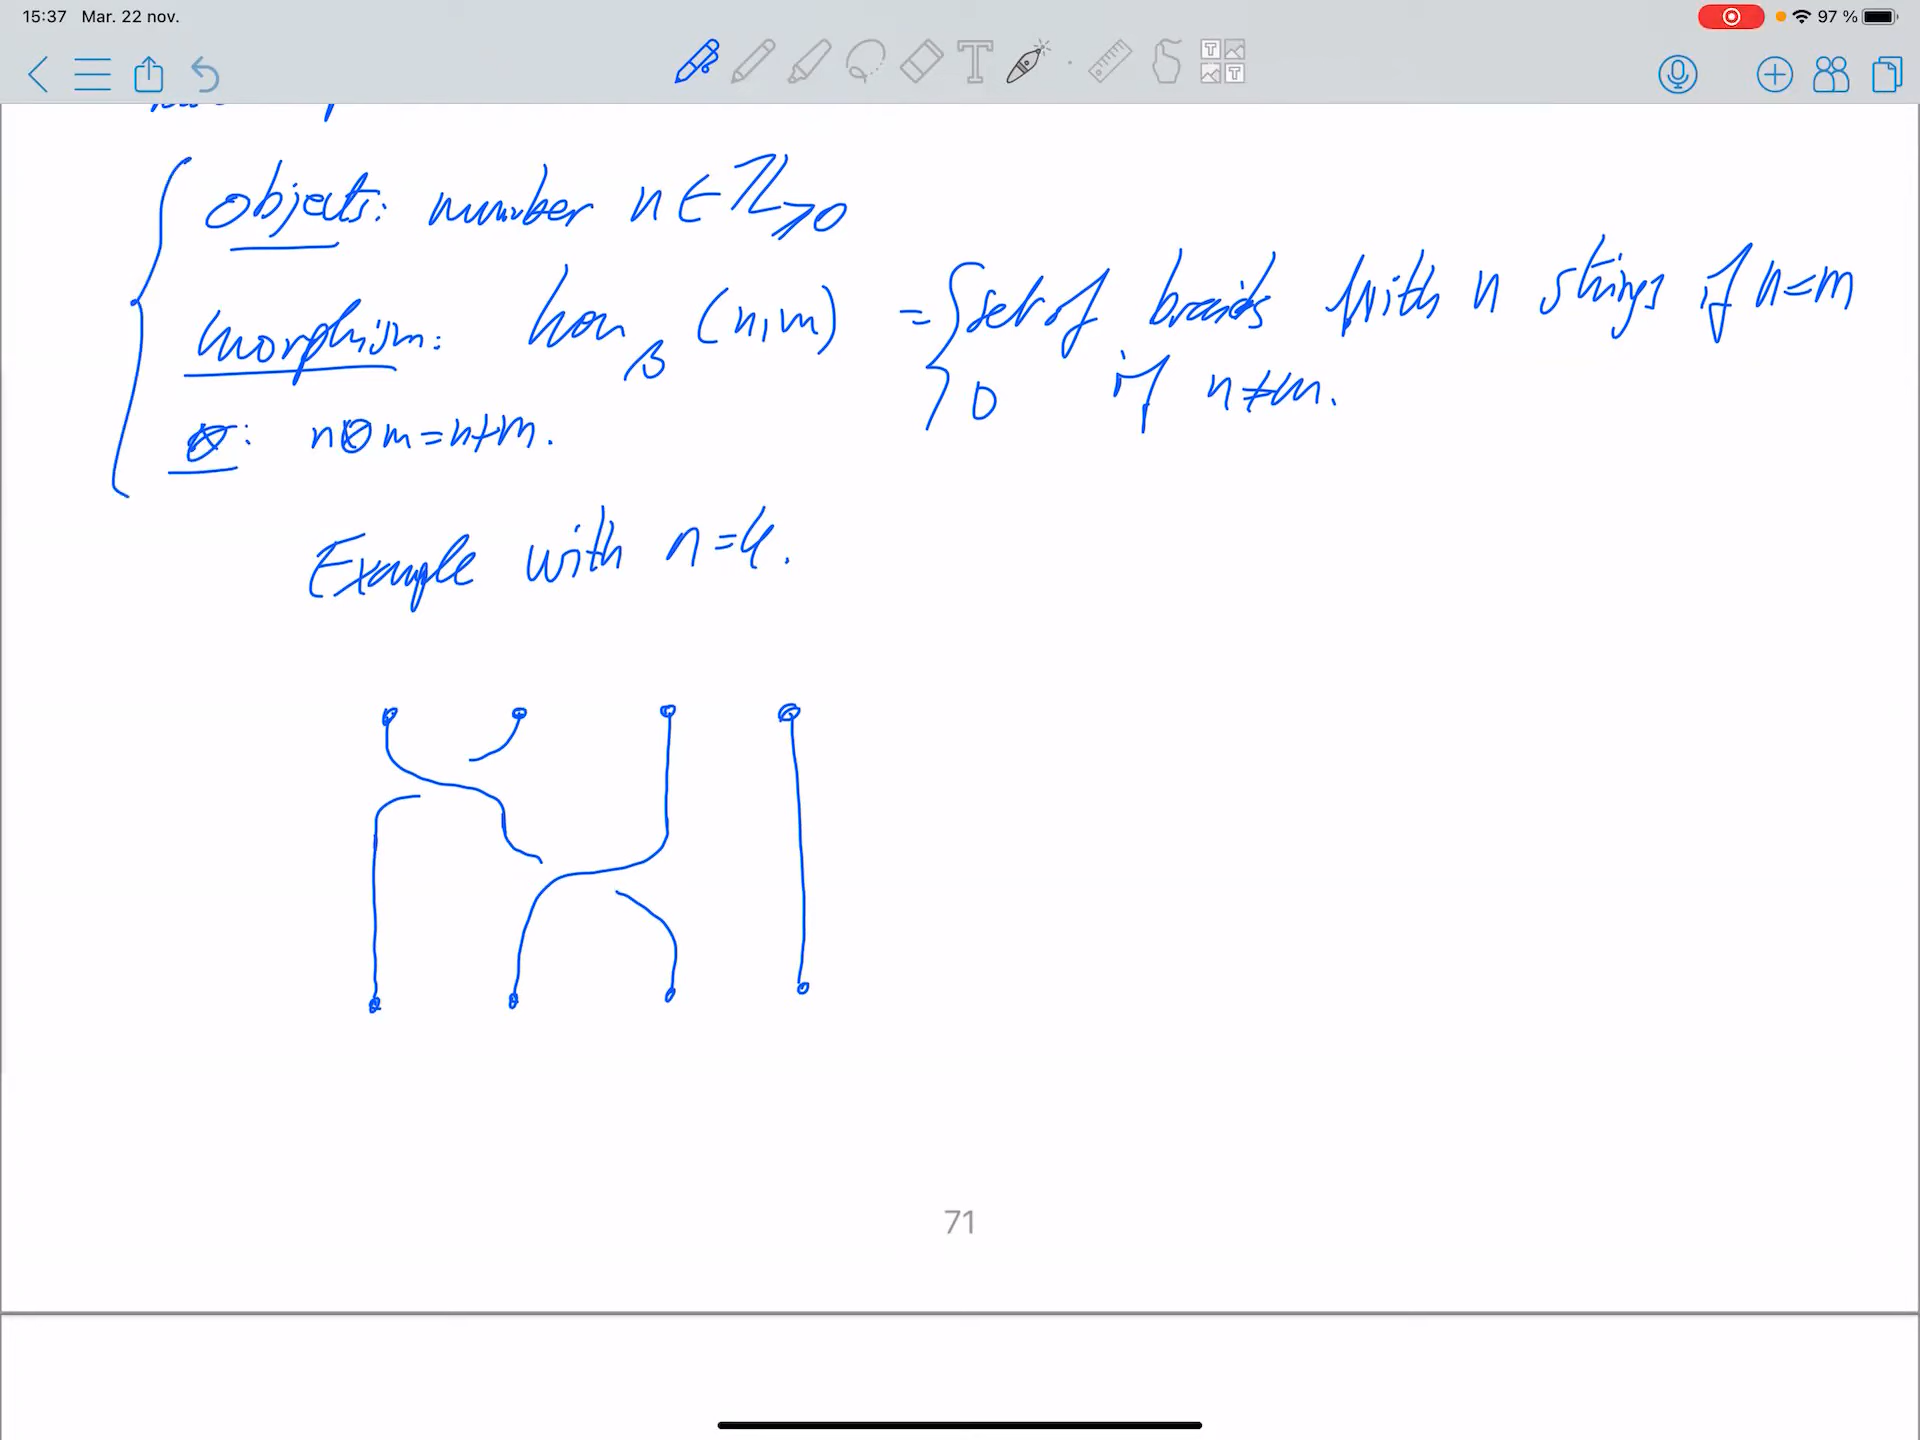 15:37 Mar. 22 nov. 97 %
objects: number n ∈ ℤ≥0
morphism: hom_B (n,m) = { set of braids with n strings if n=m
0 if n≠m.
⊗: n⊗m=n+m.
Example with n=4.
71